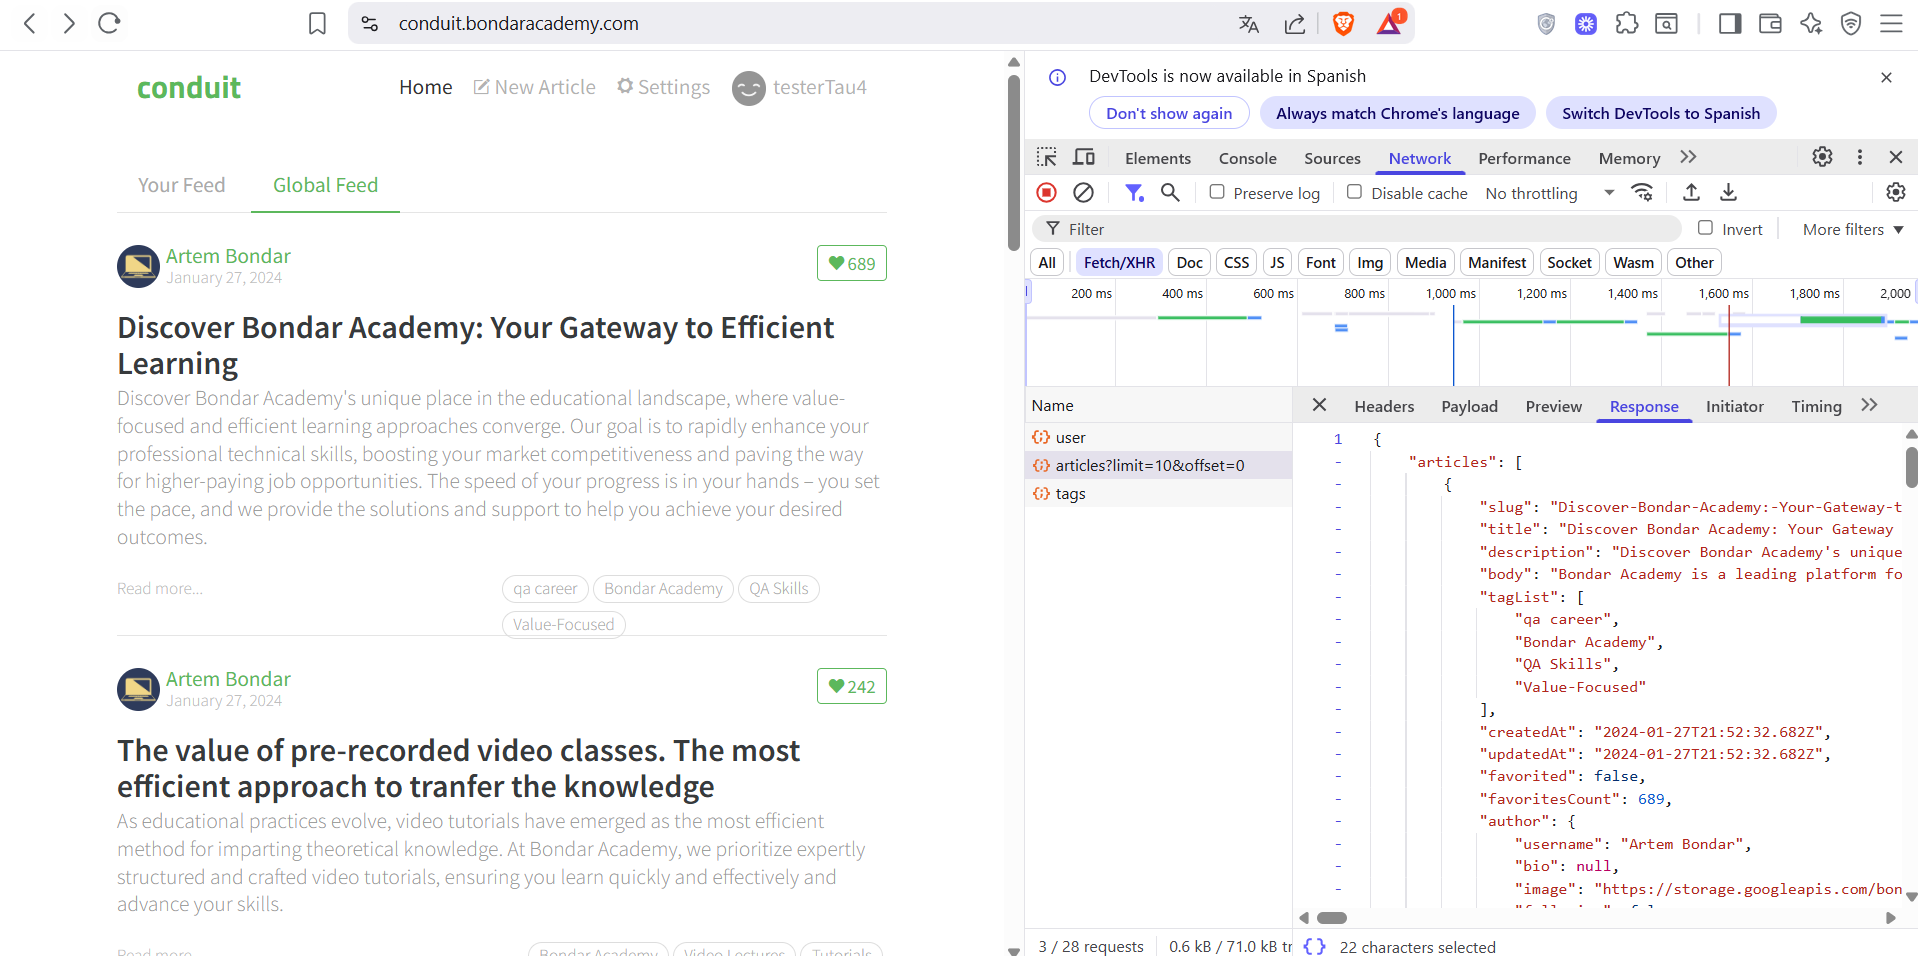 conduit.bondaracademy.com
1
conduit
Home
New Article
Settings
testerTau4
Your Feed
Global Feed
Artem Bondar
January 27, 2024
689
Discover Bondar Academy: Your Gateway to Efficient
Learning
Discover Bondar Academy's unique place in the educational landscape, where value-
focused and efficient learning approaches converge. Our goal is to rapidly enhance your
professional technical skills, boosting your market competitiveness and paving the way
for higher-paying job opportunities. The speed of your progress is in your hands – you set
the pace, and we provide the solutions and support to help you achieve your desired
outcomes.
Read more...
qa career
Bondar Academy
QA Skills
Value-Focused
Artem Bondar
January 27, 2024
242
The value of pre-recorded video classes. The most
efficient approach to tranfer the knowledge
As educational practices evolve, video tutorials have emerged as the most efficient
method for imparting theoretical knowledge. At Bondar Academy, we prioritize expertly
structured and crafted video tutorials, ensuring you learn quickly and effectively and
advance your skills.
Read more
Bondar Academy
Video Lectures
Tutorials
DevTools is now available in Spanish
Don't show again
Always match Chrome's language
Switch DevTools to Spanish
Elements
Console
Sources
Network
Performance
Memory
Preserve log
Disable cache
No throttling
Filter
Invert
More filters
All
Fetch/XHR
Doc
CSS
JS
Font
Img
Media
Manifest
Socket
Wasm
Other
200 ms
400 ms
600 ms
800 ms
1,000 ms
1,200 ms
1,400 ms
1,600 ms
1,800 ms
2,000
Name
user
articles?limit=10&offset=0
tags
Headers
Payload
Preview
Response
Initiator
Timing
1 {
- "articles": [
- {
- "slug": "Discover-Bondar-Academy:-Your-Gateway-t
- "title": "Discover Bondar Academy: Your Gateway
- "description": "Discover Bondar Academy's unique
- "body": "Bondar Academy is a leading platform fo
- "tagList": [
- "qa career",
- "Bondar Academy",
- "QA Skills",
- "Value-Focused"
- ],
- "createdAt": "2024-01-27T21:52:32.682Z",
- "updatedAt": "2024-01-27T21:52:32.682Z",
- "favorited": false,
- "favoritesCount": 689,
- "author": {
- "username": "Artem Bondar",
- "bio": null,
- "image": "https://storage.googleapis.com/bon
3 / 28 requests
0.6 kB / 71.0 kB tr
{ } 22 characters selected